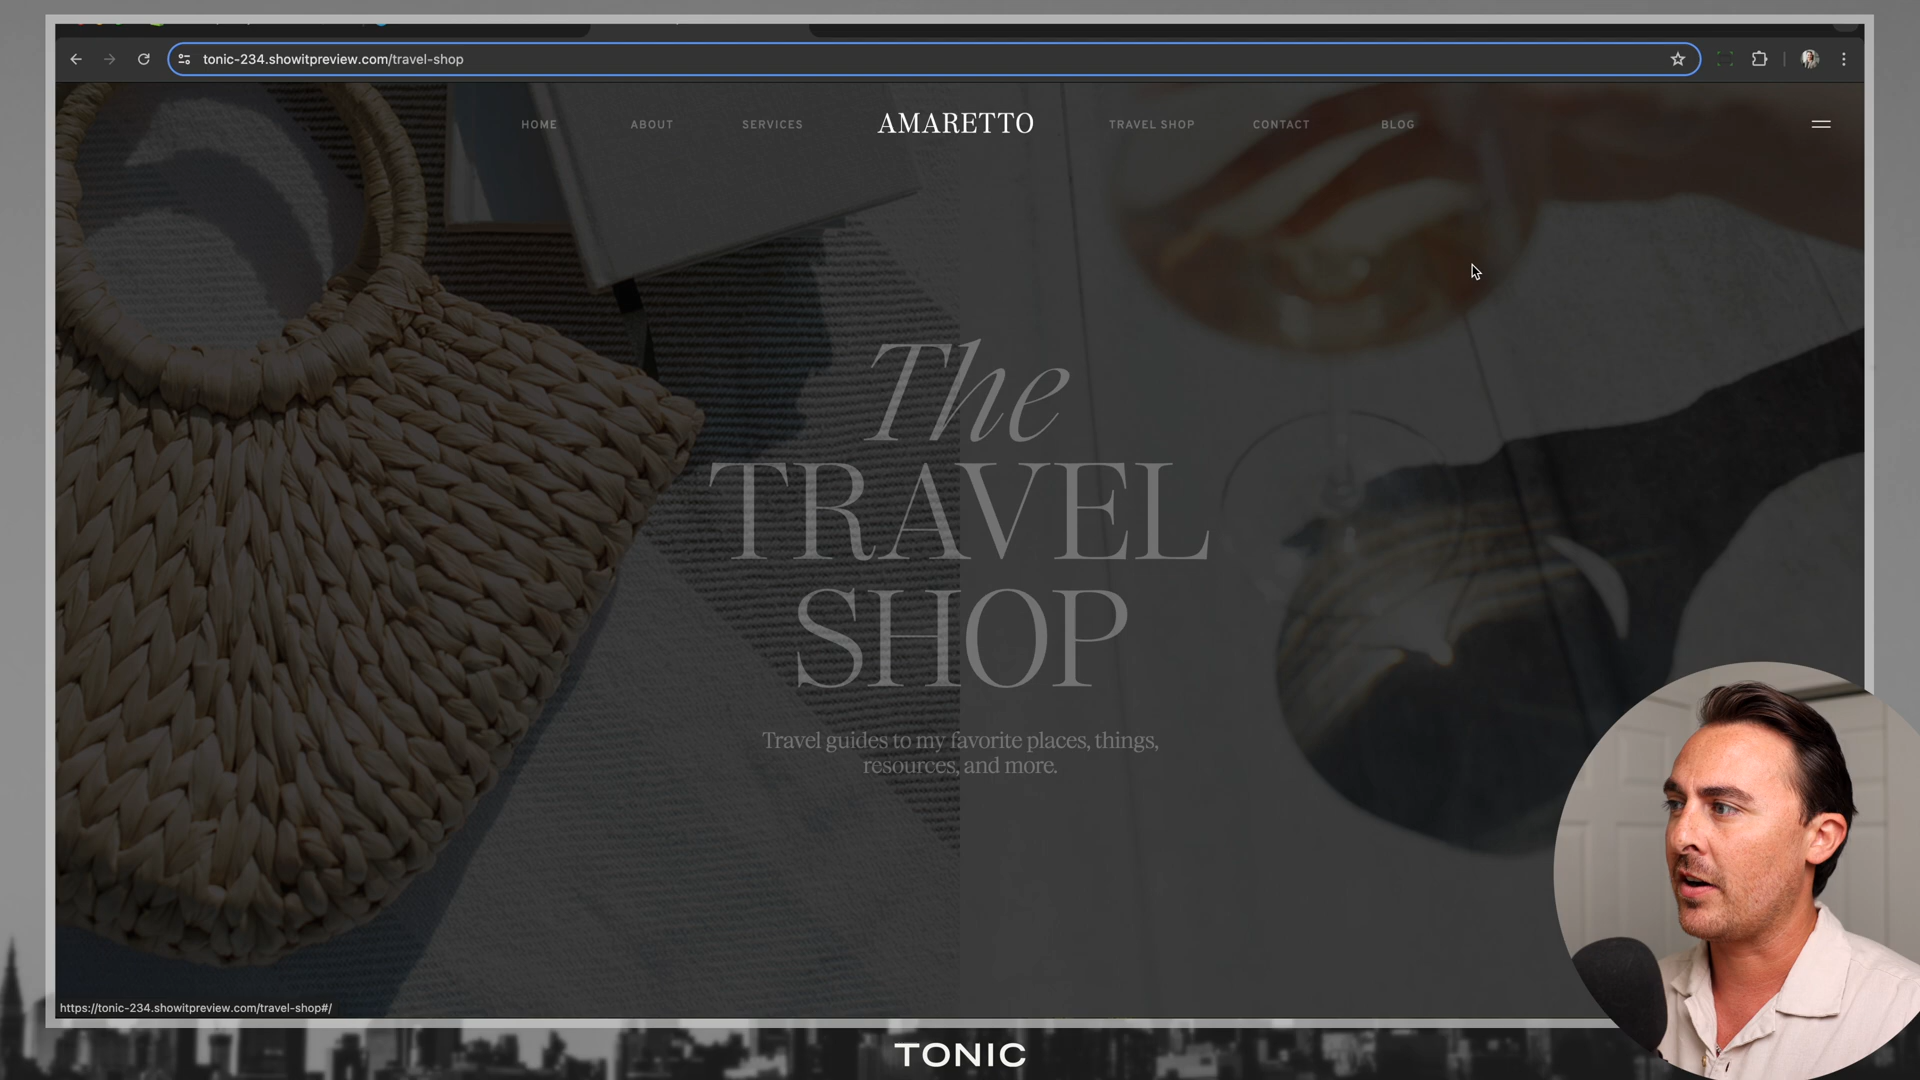 tonic-234.showitpreview.com/travel-shop
HOME ABOUT SERVICES AMARETTO TRAVEL SHOP CONTACT BLOG
The
TRAVEL
SHOP
Travel guides to my favorite places, things,
resources, and more.
https://tonic-234.showitpreview.com/travel-shop#/
TONIC